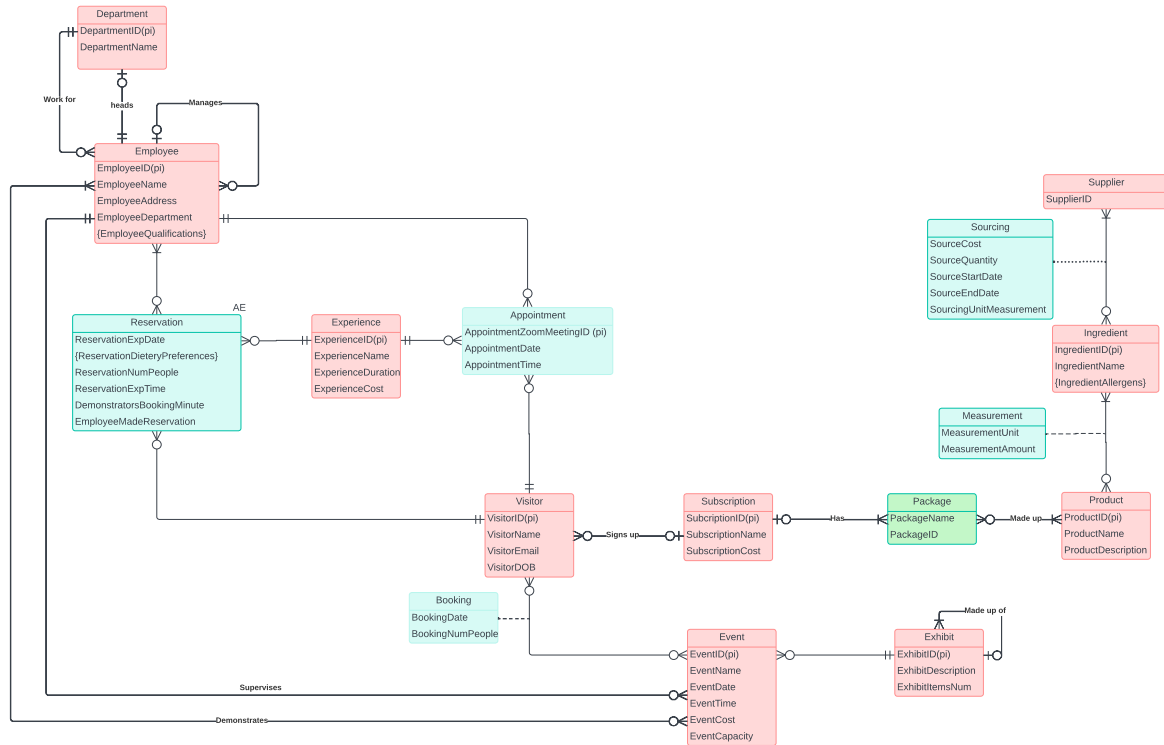 Department
DepartmentID(pi)
DepartmentName
Work for
heads
Manages
Employee
EmployeeID(pi)
EmployeeName
EmployeeAddress
EmployeeDepartment
{EmployeeQualifications}
Supplier
SupplierID
Sourcing
SourceCost
SourceQuantity
SourceStartDate
SourceEndDate
SourcingUnitMeasurement
AE
Reservation
ReservationExpDate
{ReservationDieteryPreferences}
ReservationNumPeople
ReservationExpTime
DemonstratorsBookingMinute
EmployeeMadeReservation
Experience
ExperienceID(pi)
ExperienceName
ExperienceDuration
ExperienceCost
Appointment
AppointmentZoomMeetingID (pi)
AppointmentDate
AppointmentTime
Ingredient
IngredientID(pi)
IngredientName
{IngredientAllergens}
Measurement
MeasurementUnit
MeasurementAmount
Visitor
VisitorID(pi)
VisitorName
VisitorEmail
VisitorDOB
Signs up
Subscription
SubcriptionID(pi)
SubscriptionName
SubscriptionCost
Has
Package
PackageName
PackageID
Made up
Product
ProductID(pi)
ProductName
ProductDescription
Booking
BookingDate
BookingNumPeople
Event
EventID(pi)
EventName
EventDate
EventTime
EventCost
EventCapacity
Made up of
Exhibit
ExhibitID(pi)
ExhibitDescription
ExhibitItemsNum
Supervises
Demonstrates